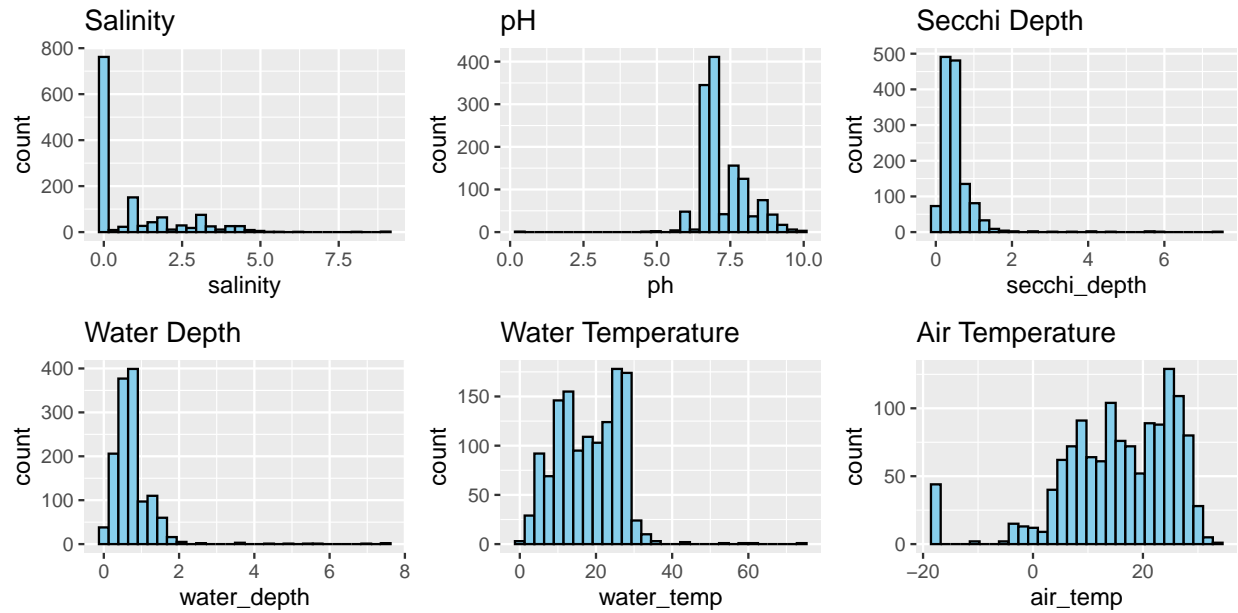 Salinity
pH
Secchi Depth
800
600
400
200
0
count
0.0 2.5 5.0 7.5
salinity
400
300
200
100
0
count
0.0 2.5 5.0 7.5 10.0
ph
500
400
300
200
100
0
count
0 2 4 6
secchi_depth
Water Depth
Water Temperature
Air Temperature
400
300
200
100
0
count
0 2 4 6 8
water_depth
150
100
50
0
count
0 20 40 60
water_temp
100
50
0
count
−20 0 20
air_temp